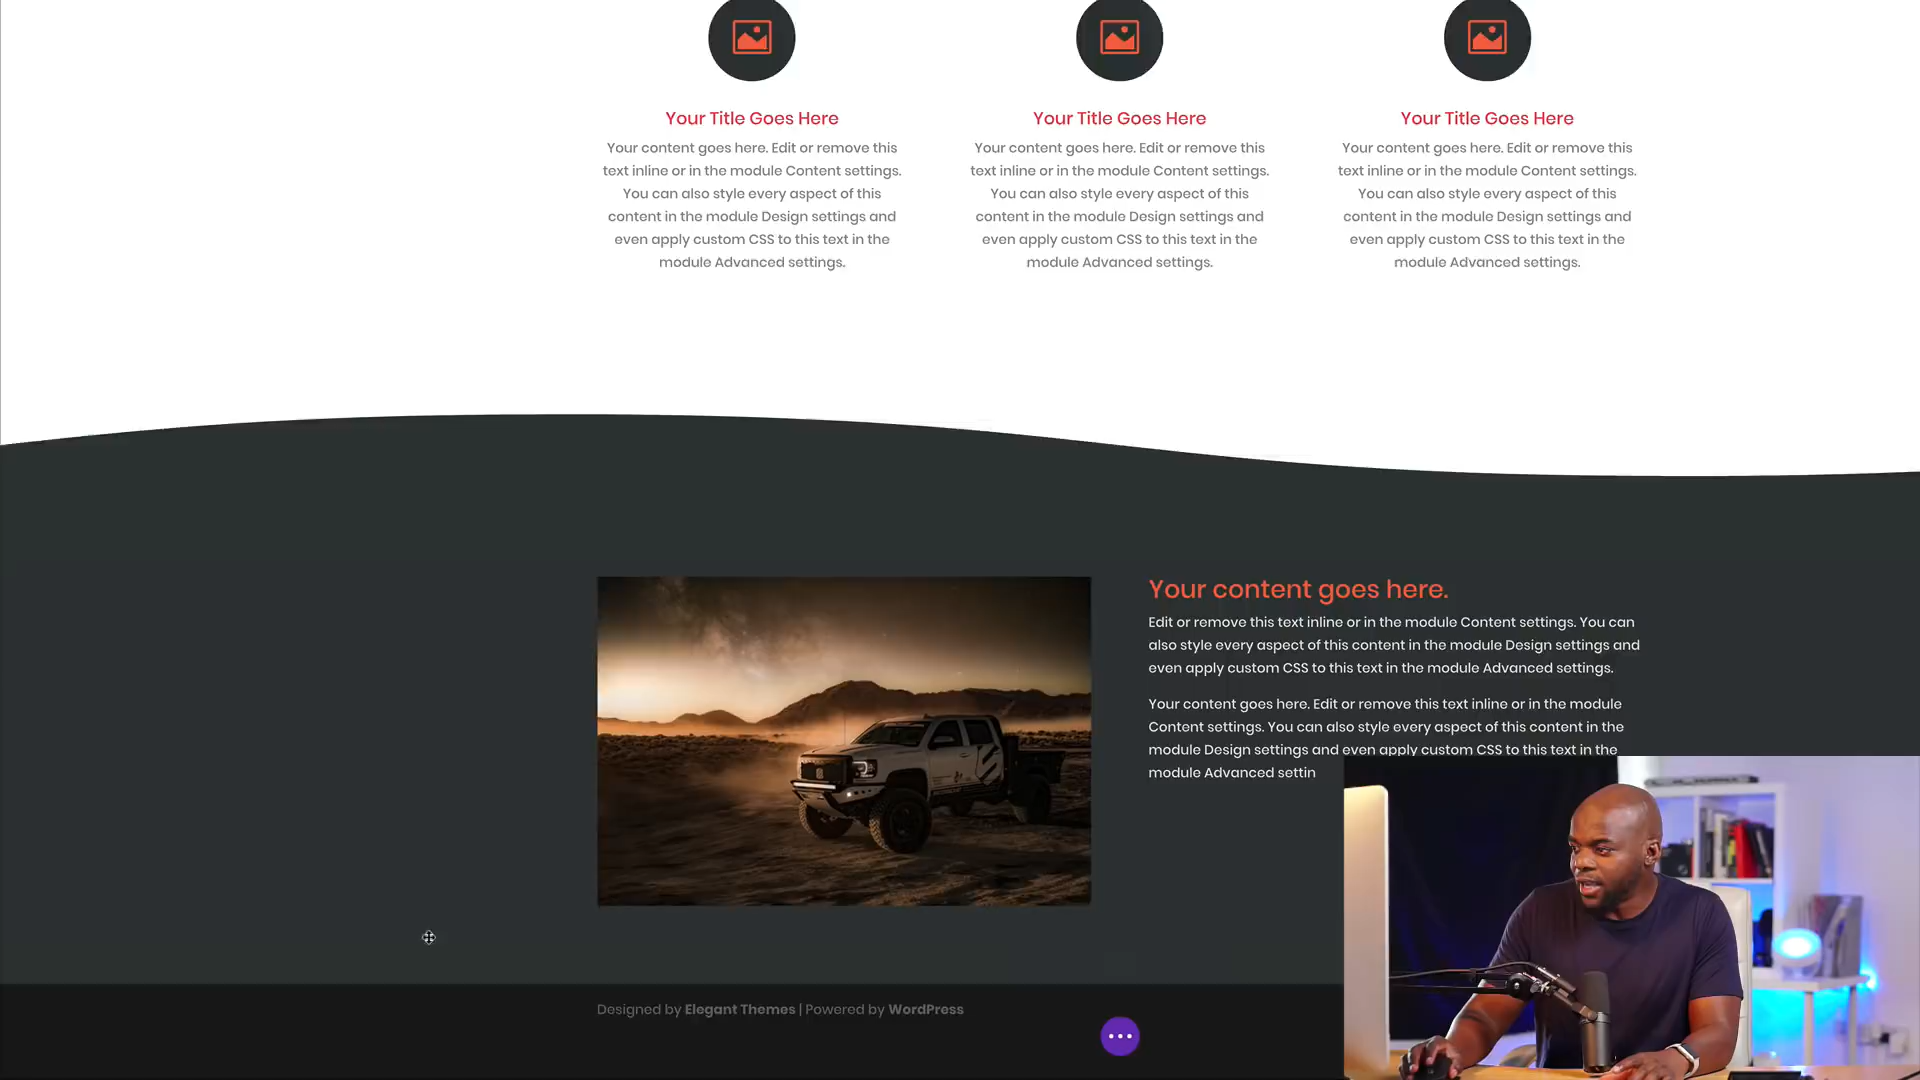 Your Title Goes Here
Your content goes here. Edit or remove this
text inline or in the module Content settings.
You can also style every aspect of this
content in the module Design settings and
even apply custom CSS to this text in the
module Advanced settings.
Your Title Goes Here
Your content goes here. Edit or remove this
text inline or in the module Content settings.
You can also style every aspect of this
content in the module Design settings and
even apply custom CSS to this text in the
module Advanced settings.
Your Title Goes Here
Your content goes here. Edit or remove this
text inline or in the module Content settings.
You can also style every aspect of this
content in the module Design settings and
even apply custom CSS to this text in the
module Advanced settings.
Your content goes here.
Edit or remove this text inline or in the module Content settings. You can
also style every aspect of this content in the module Design settings and
even apply custom CSS to this text in the module Advanced settings.
Your content goes here. Edit or remove this text inline or in the module
Content settings. You can also style every aspect of this content in the
module Design settings and even apply custom CSS to this text in the
module Advanced settin
Designed by Elegant Themes | Powered by WordPress